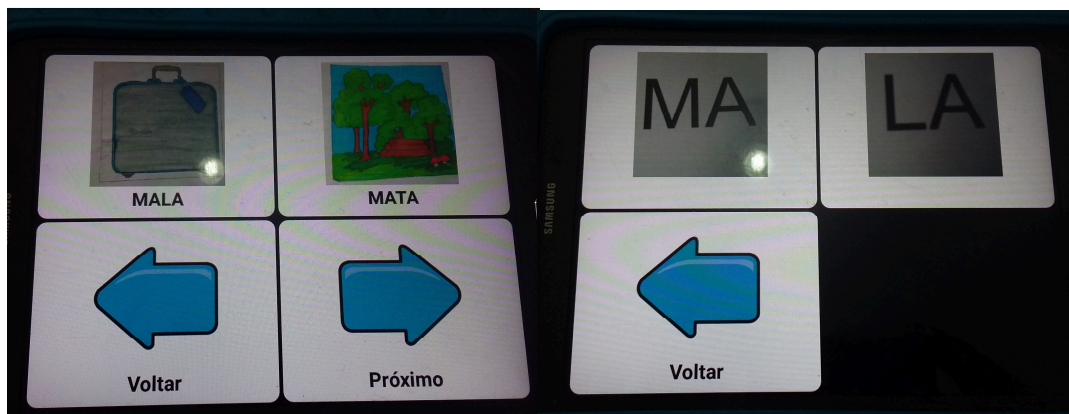 MALA
MATA
Voltar
Próximo
SAMSUNG
MA
LA
Voltar